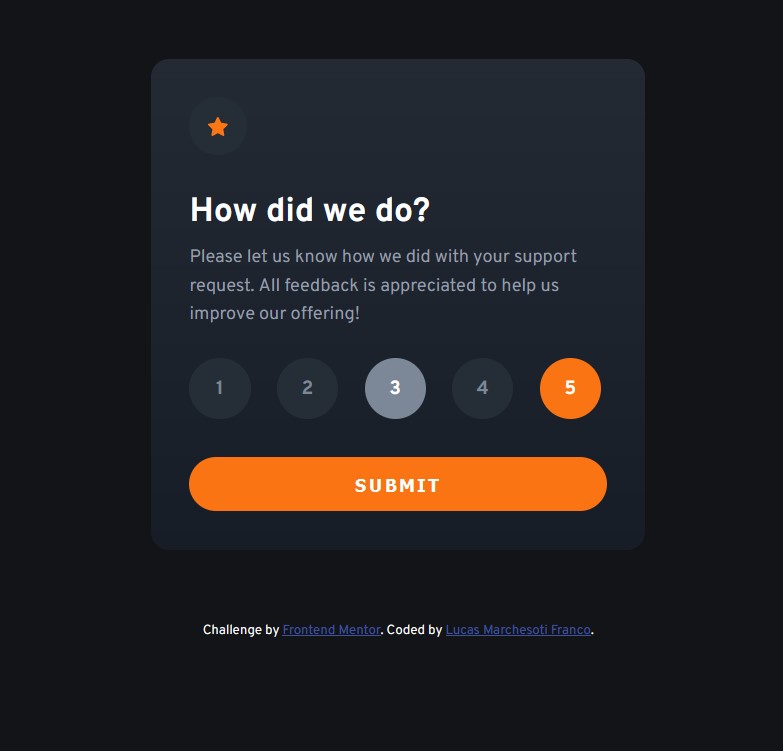 How did we do?
Please let us know how we did with your support
request. All feedback is appreciated to help us
improve our offering!
1 2 3 4 5
SUBMIT
Challenge by Frontend Mentor. Coded by Lucas Marchesoti Franco.